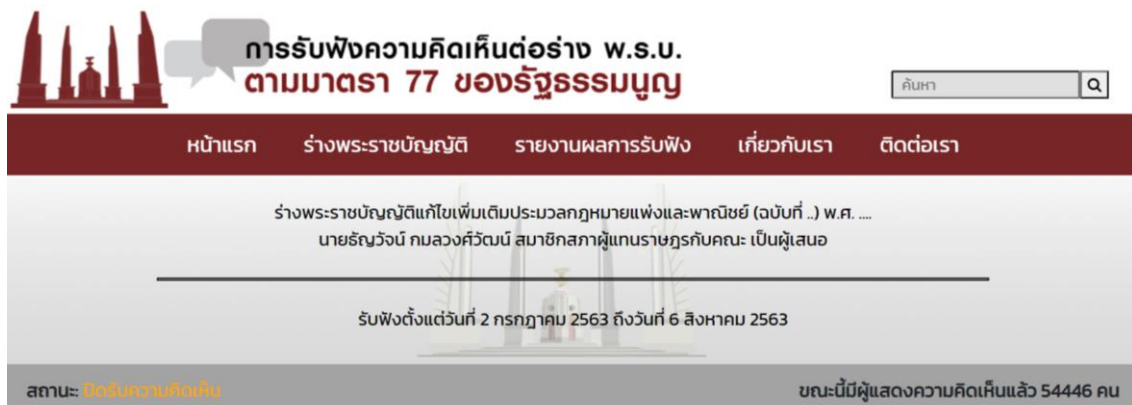 การรับฟังความคิดเห็นต่อร่าง พ.ร.บ.
ตามมาตรา 77 ของรัฐธรรมนูญ
ค้นหา
หน้าแรก ร่างพระราชบัญญัติ รายงานผลการรับฟัง เกี่ยวกับเรา ติดต่อเรา
ร่างพระราชบัญญัติแก้ไขเพิ่มเติมประมวลกฎหมายแพ่งและพาณิชย์ (ฉบับที่ ..) พ.ศ. ....
นายธัญวัจน์ กมลวงศ์วัฒน์ สมาชิกสภาผู้แทนราษฎรกับคณะ เป็นผู้เสนอ
รับฟังตั้งแต่วันที่ 2 กรกฎาคม 2563 ถึงวันที่ 6 สิงหาคม 2563
สถานะ: ปิดรับความคิดเห็น ขณะนี้มีผู้แสดงความคิดเห็นแล้ว 54446 คน